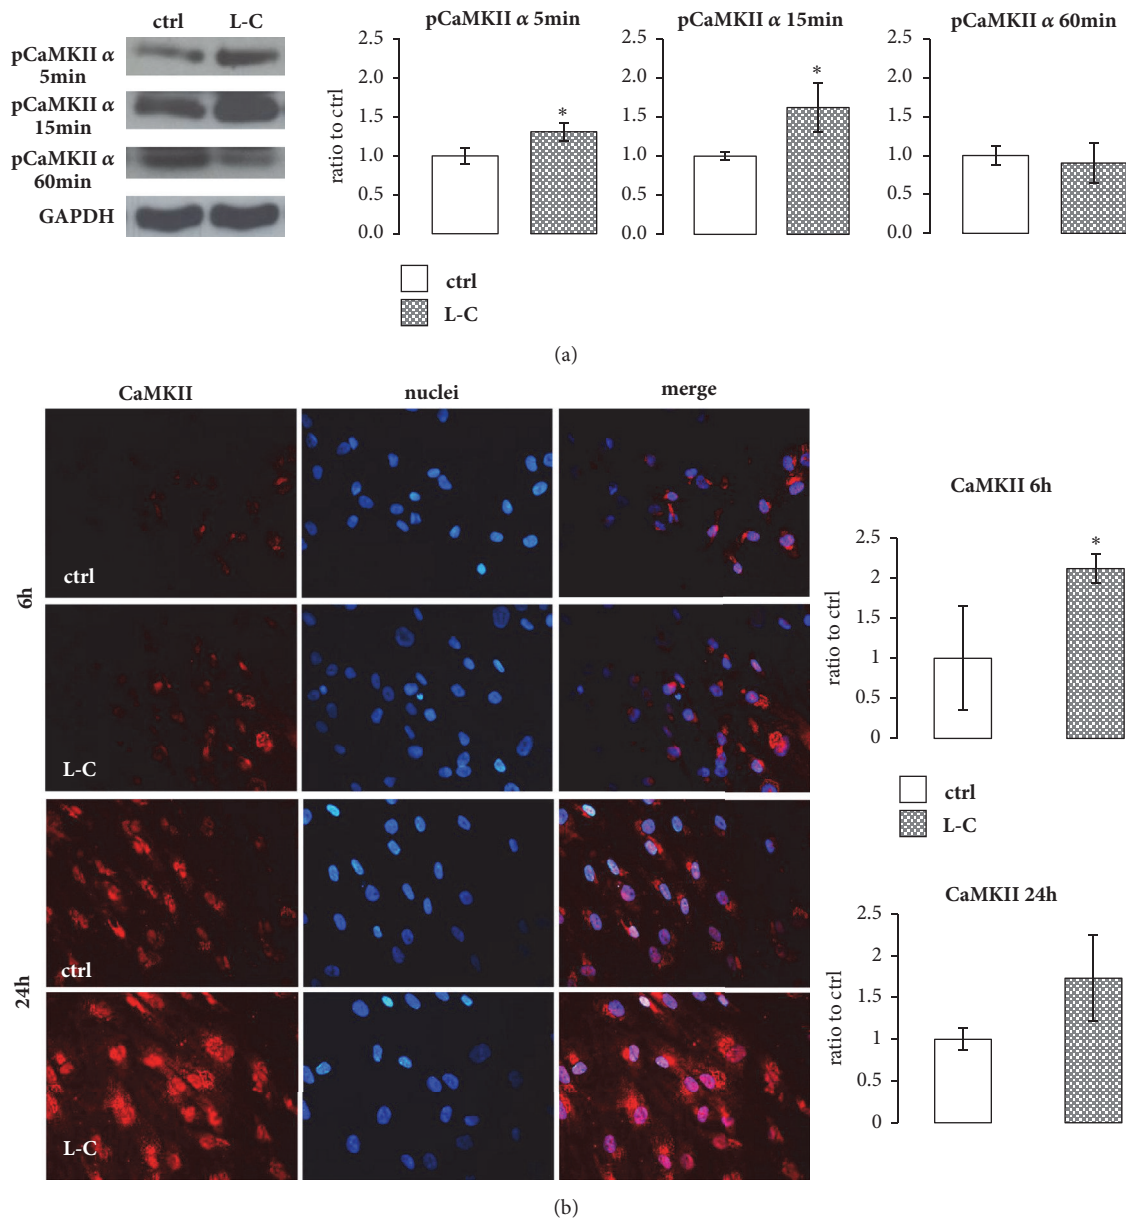 ctrl L-C
pCaMKII α
5min
pCaMKII α
15min
pCaMKII α
60min
GAPDH
pCaMKII α 5min
pCaMKII α 15min
pCaMKII α 60min
ratio to ctrl
2.5
2.0
1.5
1.0
0.5
0.0
*
2.5
2.0
1.5
1.0
0.5
0.0
*
2.5
2.0
1.5
1.0
0.5
0.0
ctrl
L-C
(a)
CaMKII nuclei merge
6h
ctrl
L-C
24h
ctrl
L-C
CaMKII 6h
ratio to ctrl
2.5
2
1.5
1
0.5
0
*
ctrl
L-C
CaMKII 24h
ratio to ctrl
2.5
2
1.5
1
0.5
0
(b)